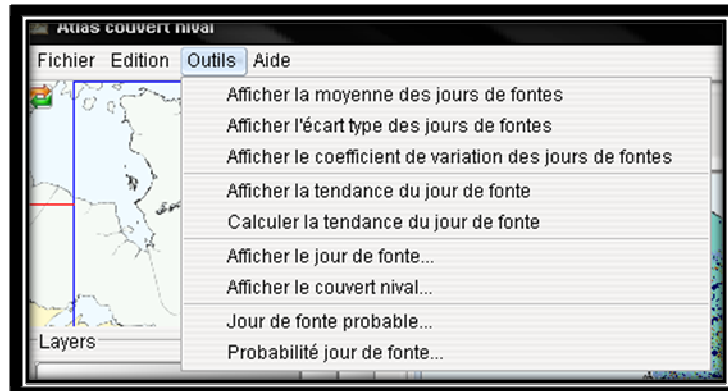 Atlas couvert nival
Fichier Edition Outils Aide
Afficher la moyenne des jours de fontes
Afficher l'écart type des jours de fontes
Afficher le coefficient de variation des jours de fontes
Afficher la tendance du jour de fonte
Calculer la tendance du jour de fonte
Afficher le jour de fonte...
Afficher le couvert nival...
Jour de fonte probable...
Layers
Probabilité jour de fonte...